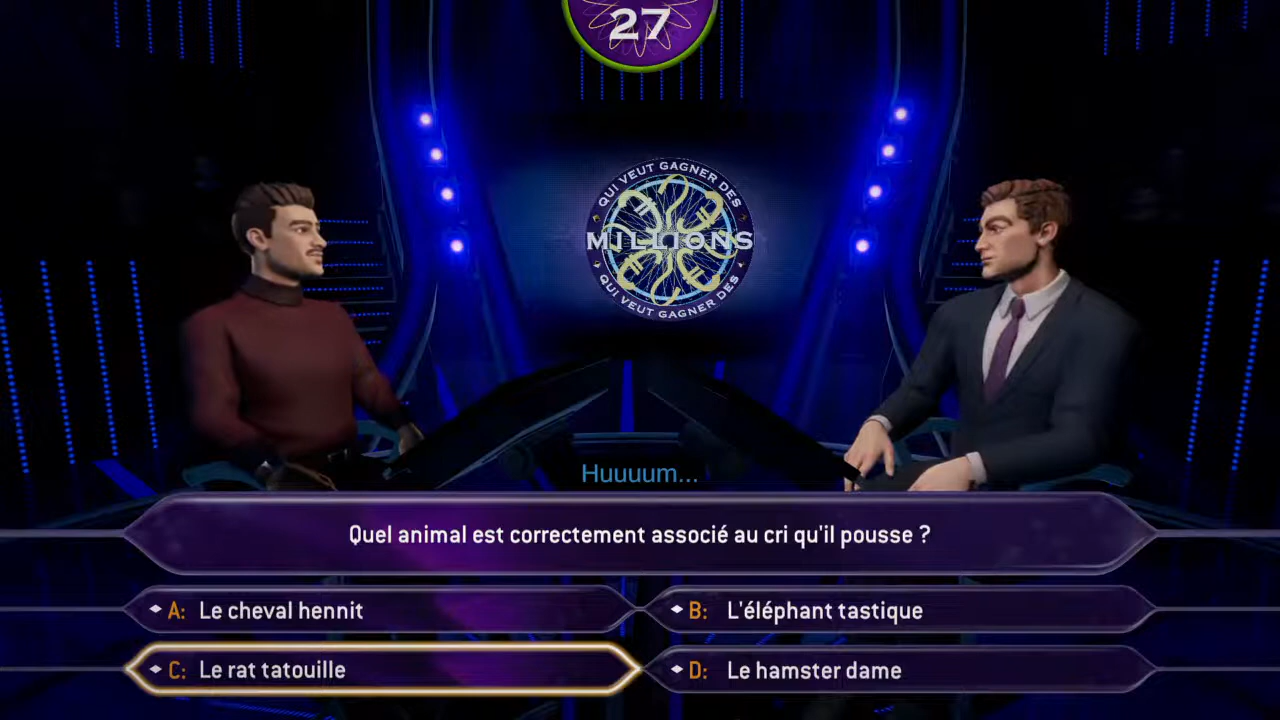 27
QUI VEUT GAGNER DES
MILLIONS
QUI VEUT GAGNER DES
Huuuum...
Quel animal est correctement associé au cri qu'il pousse ?
A: Le cheval hennit
B: L'éléphant tastique
C: Le rat tatouille
D: Le hamster dame